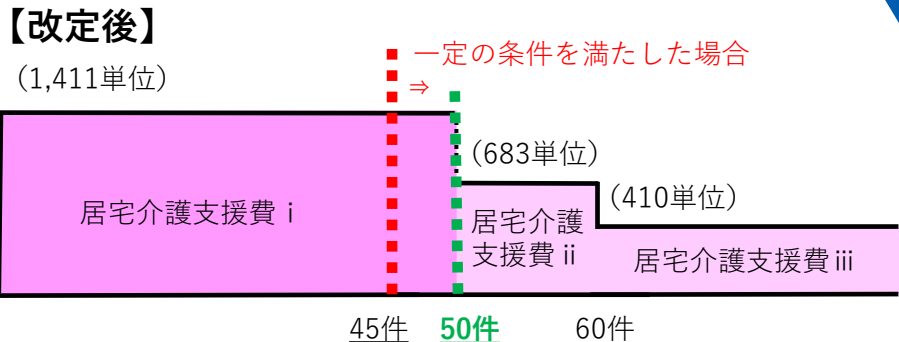 【改定後】
一定の条件を満たした場合
(1,411単位)
⇒
(683単位)
(410単位)
居宅介護支援費ⅰ
居宅介護
支援費ⅱ
居宅介護支援費ⅲ
45件
50件
60件